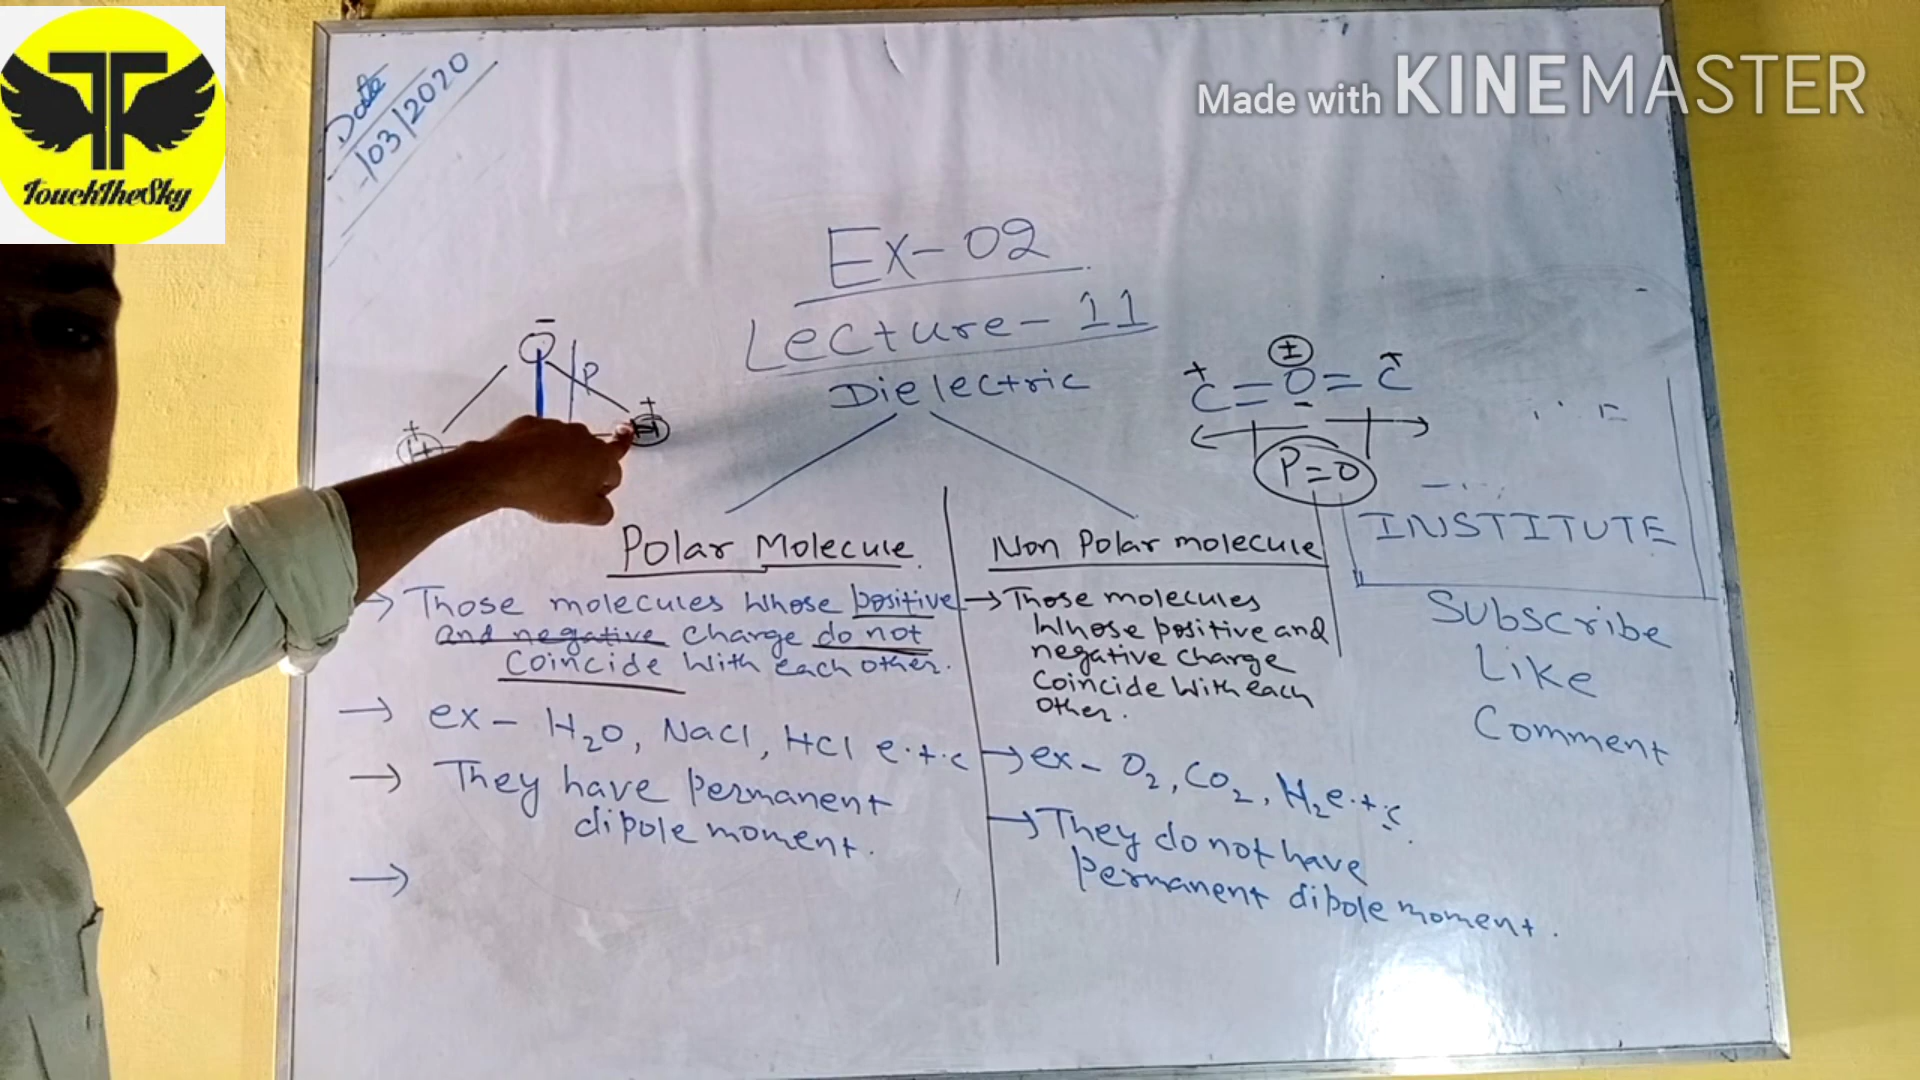 TouchTheSky
Made with KINEMASTER
Date
/03/2020
Ex-02
Lecture-11
Dielectric
-
O
P
+
H
+
H
±
+
C=O=C
+
-
P=0
Polar Molecule
Those molecules whose positive
and negative charge do not
coincide with each other.
ex- H2O, NaCl, HCl e.t.c
They have permanent
dipole moment.
Non Polar molecule
Those molecules
whose positive and
negative charge
coincide with each
other.
ex- O2, CO2, H2 e.t.c
They do not have
permanent dipole moment.
INSTITUTE
Subscribe
Like
Comment